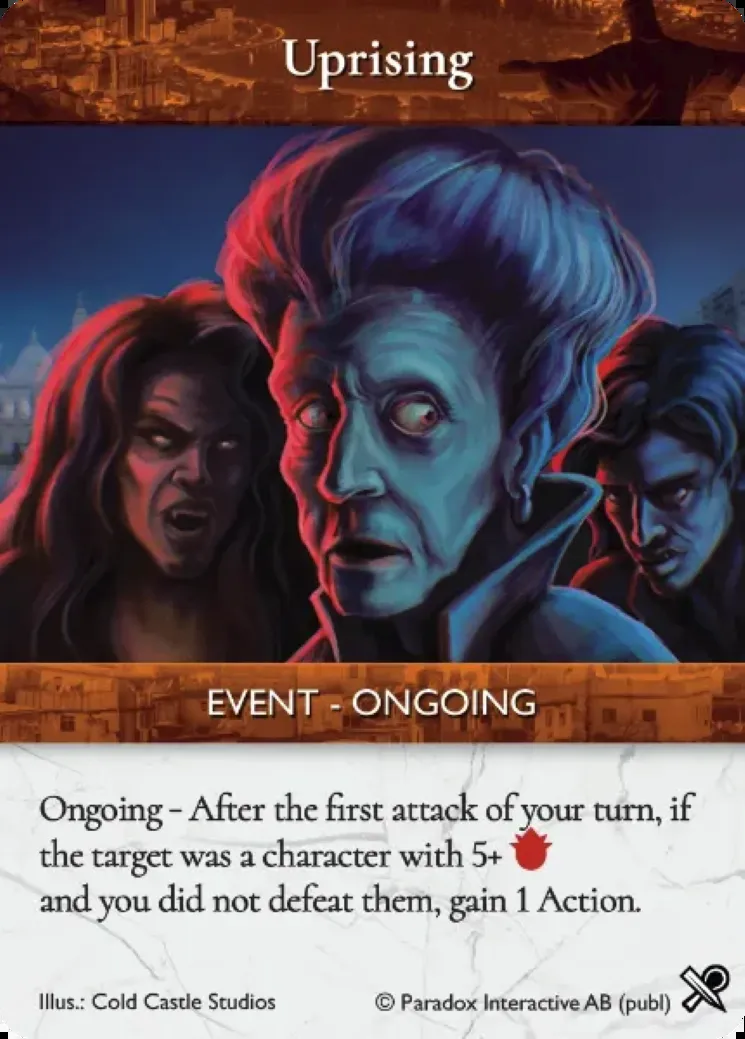 Uprising
EVENT - ONGOING
Ongoing – After the first attack of your turn, if
the target was a character with 5+
and you did not defeat them, gain 1 Action.
Illus.: Cold Castle Studios
© Paradox Interactive AB (publ)